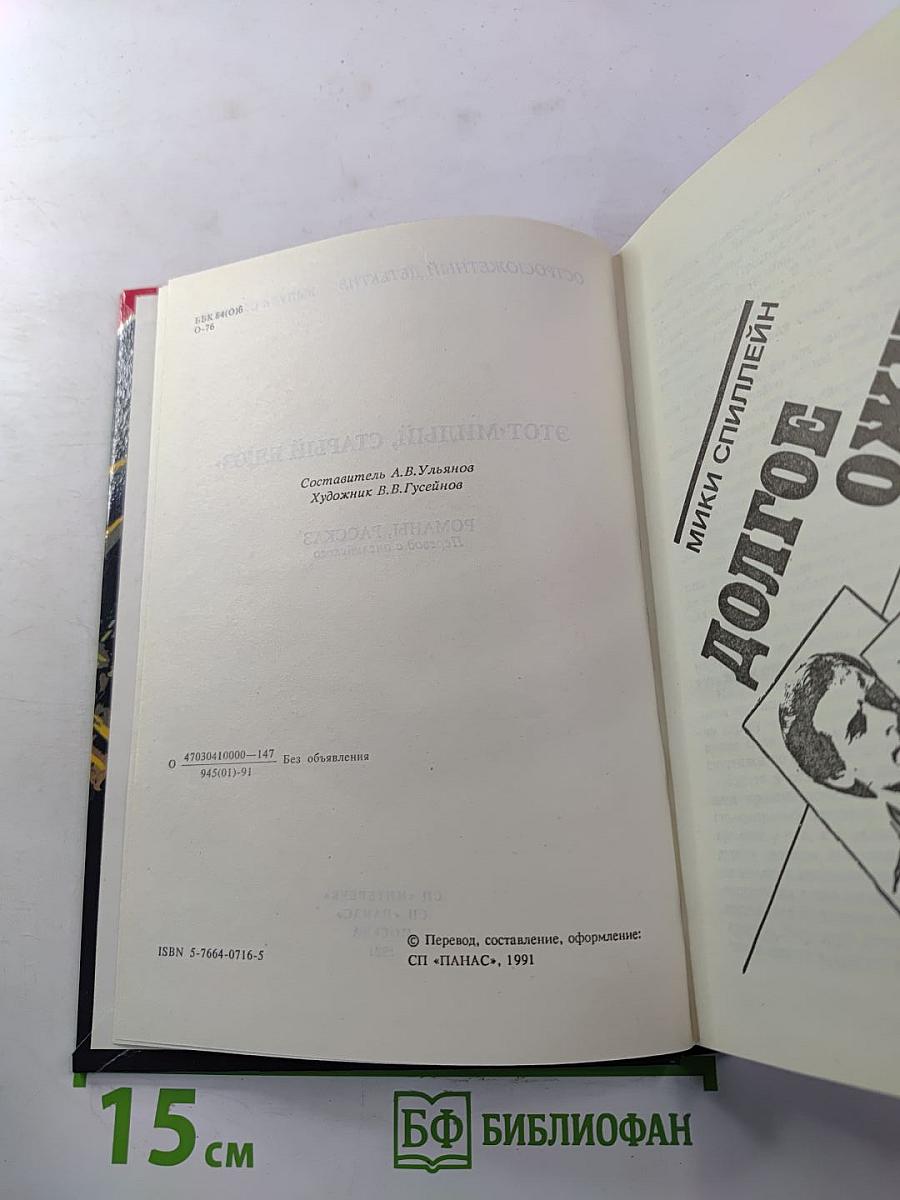 ББК 84(О)6
О-76
Составитель А.В.Ульянов
Художник В.В.Гусейнов
О 47030410000—147
945(01)-91
Без объявления
ISBN 5-7664-0716-5
© Перевод, составление, оформление:
СП «ПАНАС», 1991
МИКИ СПИЛЛЕЙН
ДОЛГОЕ
15 см
БФ БИБЛИОФАН